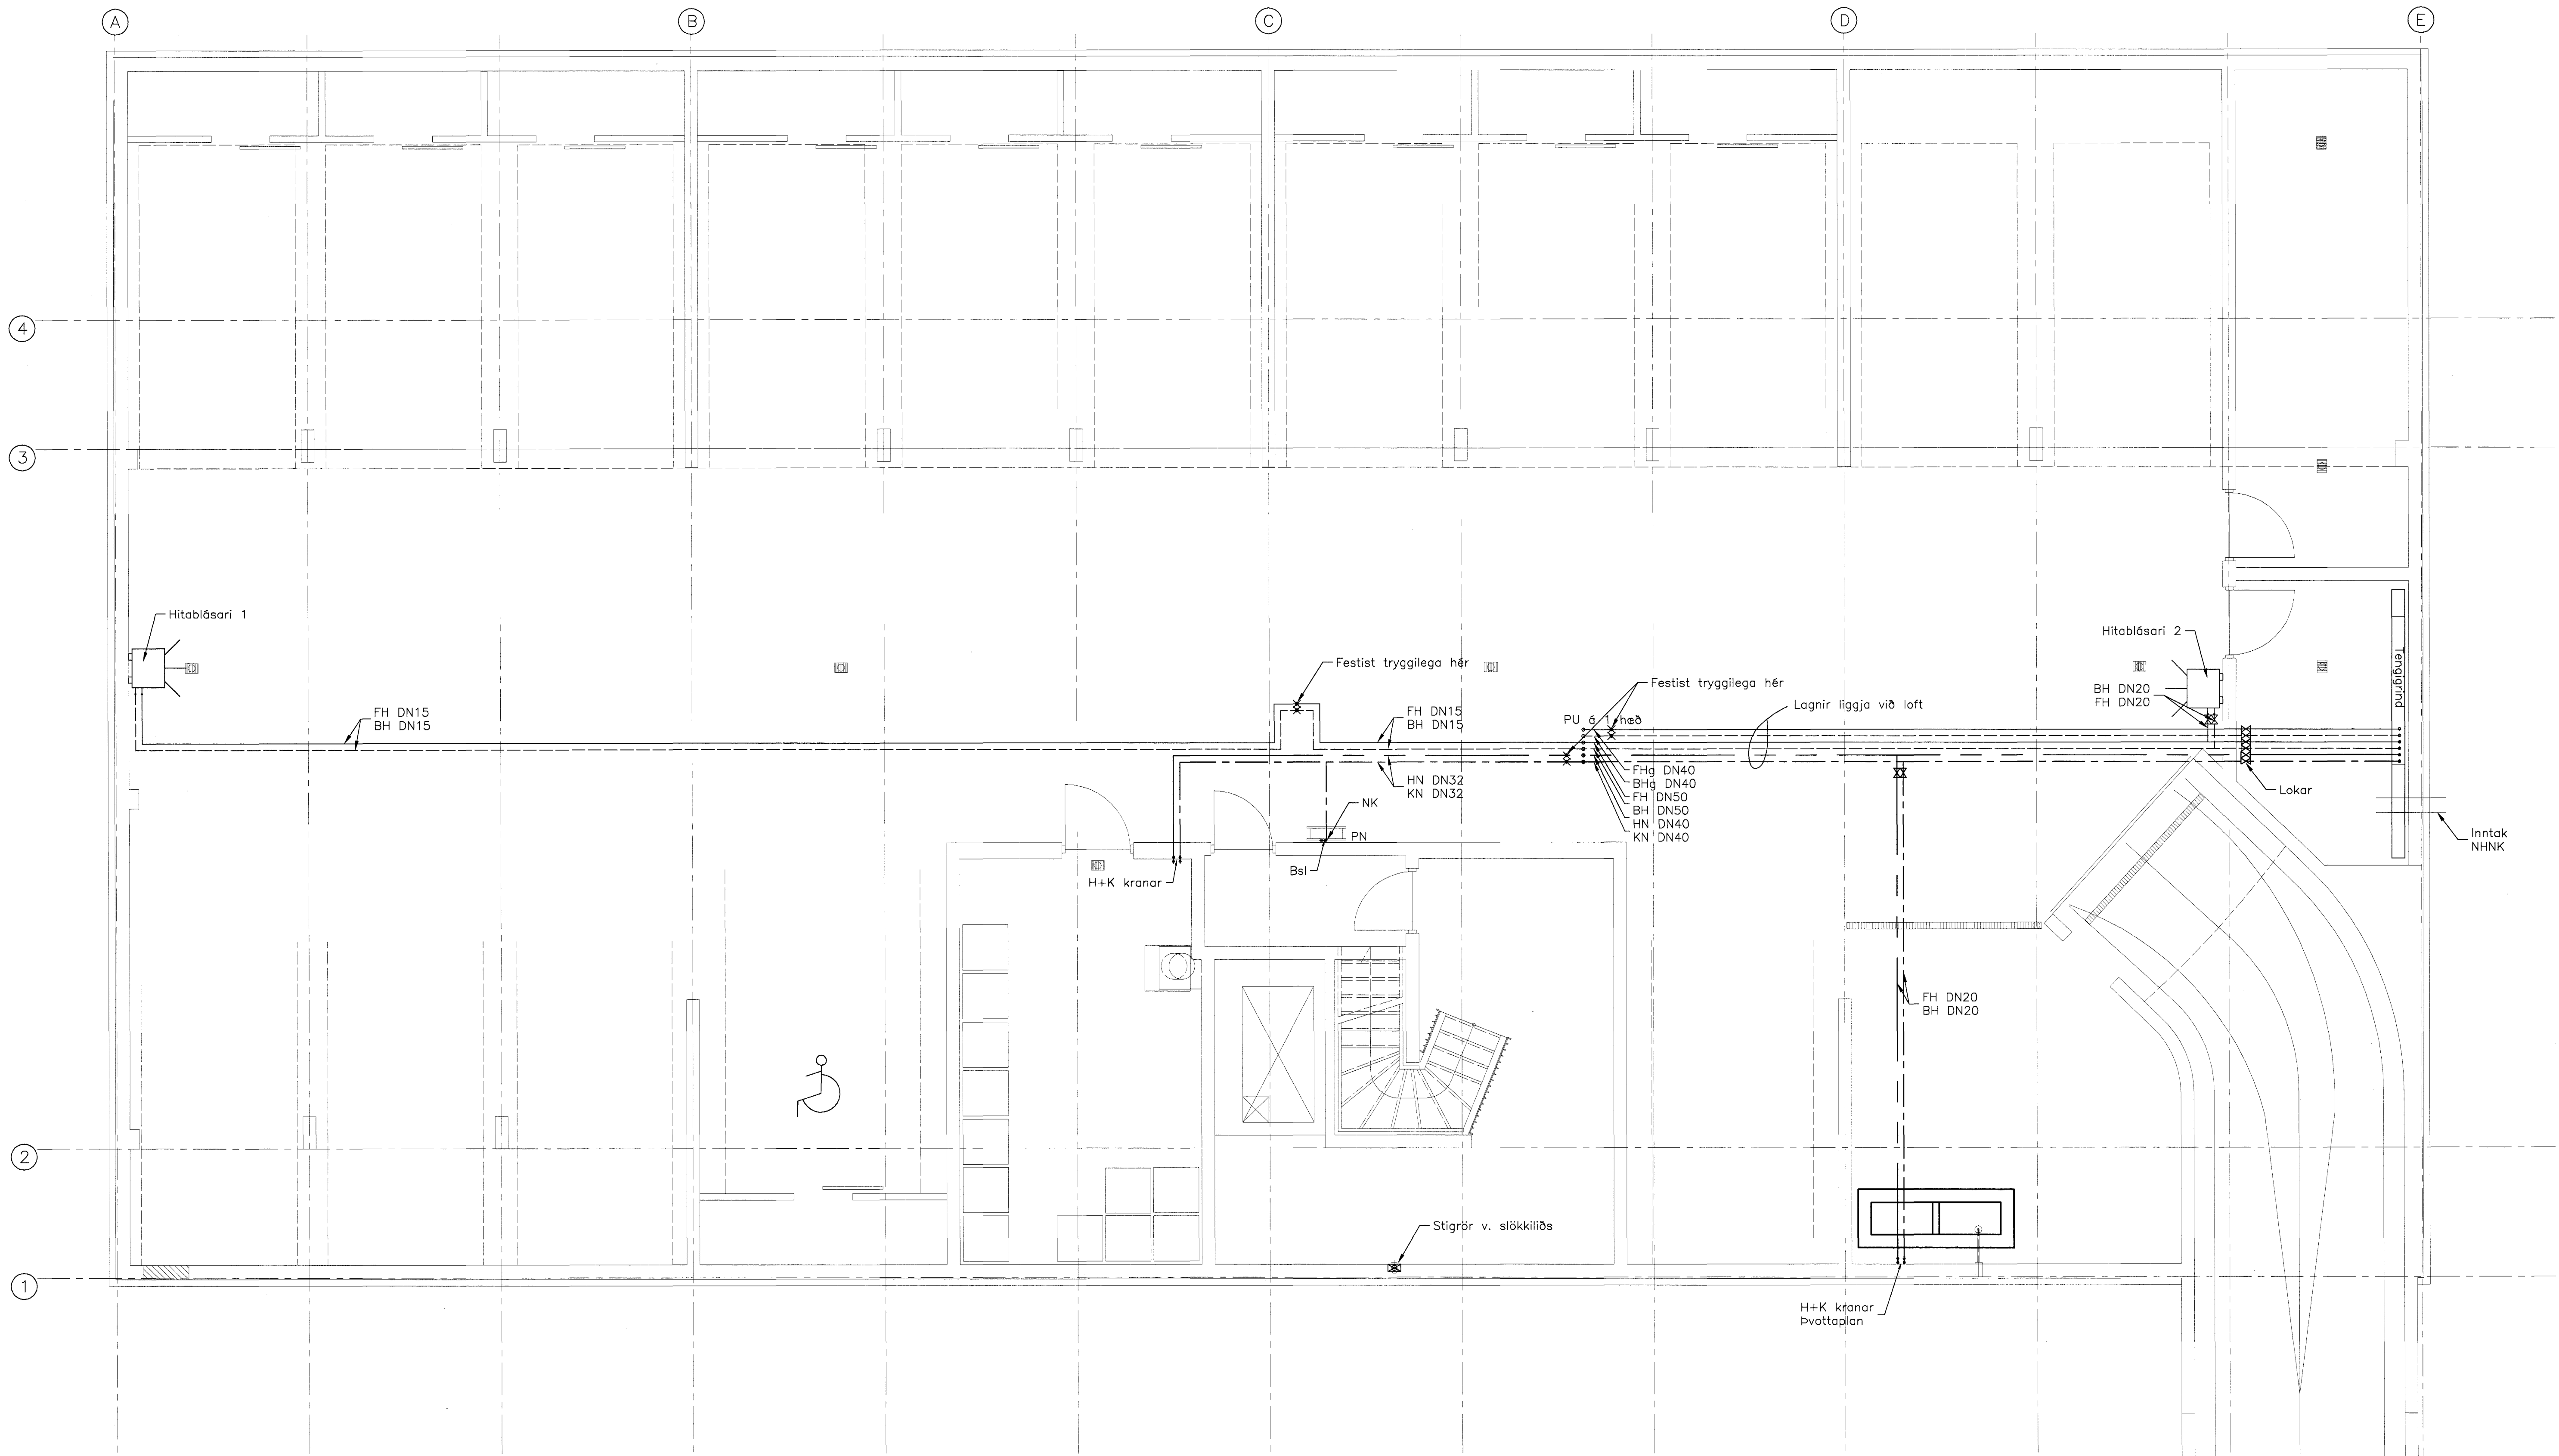 A
B
C
D
E
4
3
Hitablásari 1
Festist tryggilega hér
Hitablásari 2
Tengigrind
Festist tryggilega hér
BH DN20
FH DN20
Lagnir liggja við loft
FH DN15
BH DN15
FH DN15
BH DN15
PU á 1. hæð
FHg DN40
BHg DN40
FH DN50
BH DN50
HN DN40
KN DN40
HN DN32
KN DN32
Lokar
NK
PN
Bsl
Inntak
NHNK
H+K kranar
FH DN20
BH DN20
2
Stigrör v. slökkiliðs
1
H+K kranar
Þvottaplan